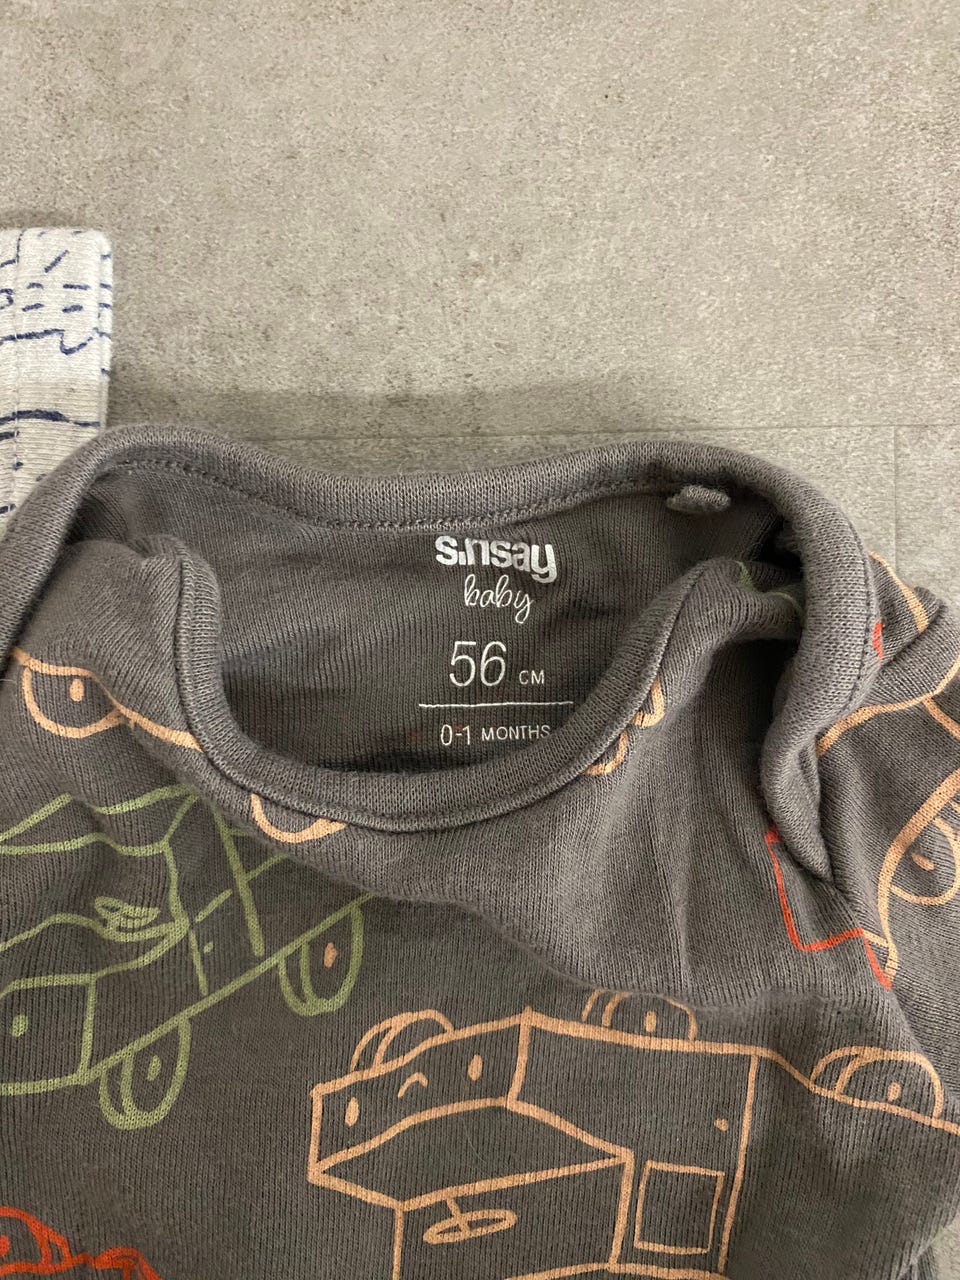 sinsay
baby
56 CM
0-1 MONTHS